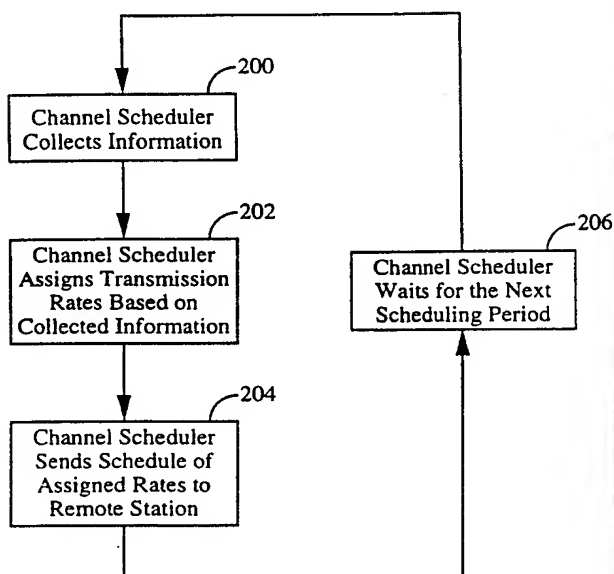 200
Channel Scheduler
Collects Information
202
Channel Scheduler
Assigns Transmission
Rates Based on
Collected Information
204
Channel Scheduler
Sends Schedule of
Assigned Rates to
Remote Station
206
Channel Scheduler
Waits for the Next
Scheduling Period